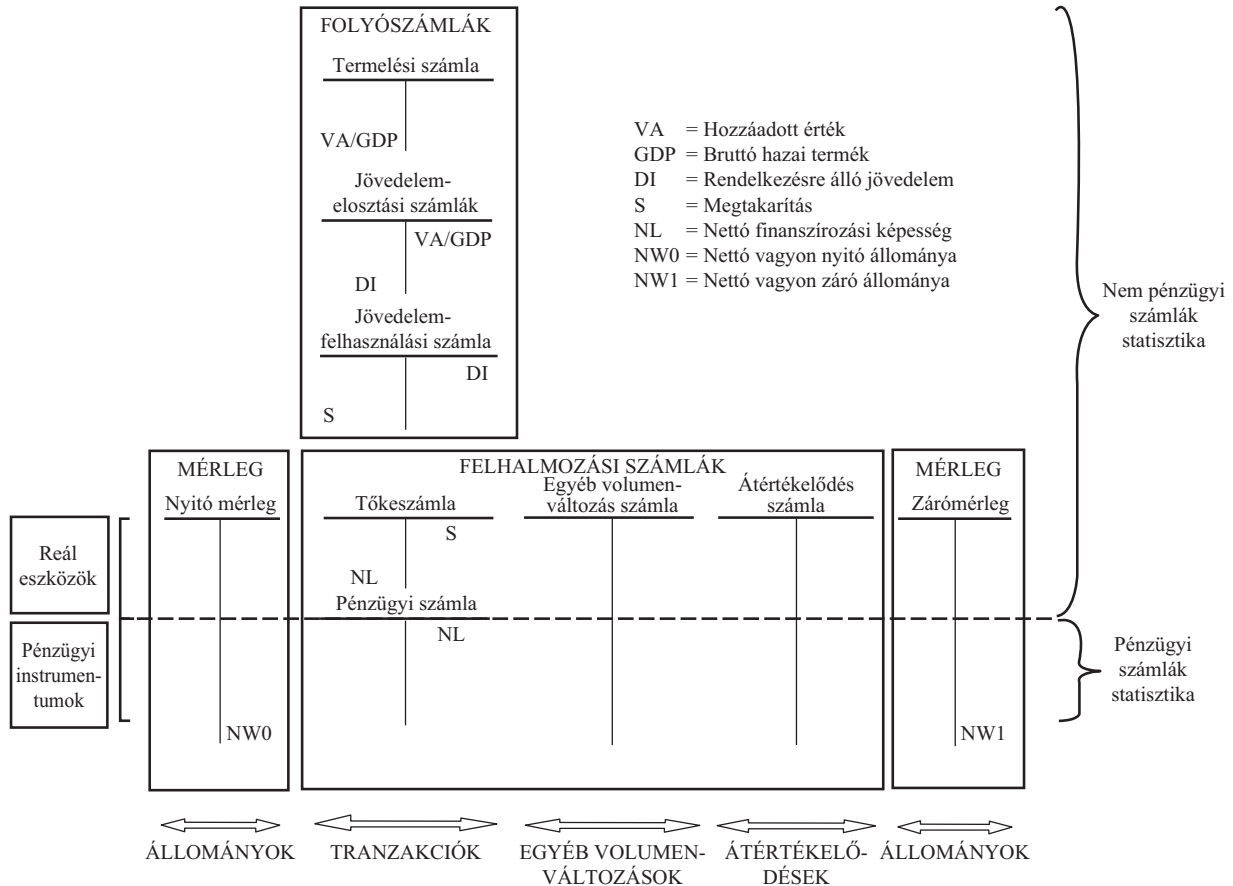 FOLYÓSZÁMLÁK
Termelési számla
VA/GDP
Jövedelem-
elosztási számlák
VA/GDP
DI
Jövedelem-
felhasználási számla
DI
S
VA = Hozzáadott érték
GDP = Bruttó hazai termék
DI = Rendelkezésre álló jövedelem
S = Megtakarítás
NL = Nettó finanszírozási képesség
NW0 = Nettó vagyon nyitó állománya
NW1 = Nettó vagyon záró állománya
Nem pénzügyi
számlák
statisztika
MÉRLEG
Nyitó mérleg
NW0
FELHALMOZÁSI SZÁMLÁK
Tőkeszámla
S
NL
Pénzügyi számla
NL
Egyéb volumen-
változás számla
Átértékelődés
számla
MÉRLEG
Zárómérleg
NW1
Reál
eszközök
Pénzügyi
instrumen-
tumok
Pénzügyi
számlák
statisztika
ÁLLOMÁNYOK
TRANZAKCIÓK
EGYÉB VOLUMEN-
VÁLTOZÁSOK
ÁTÉRTÉKELŐ-
DÉSEK
ÁLLOMÁNYOK